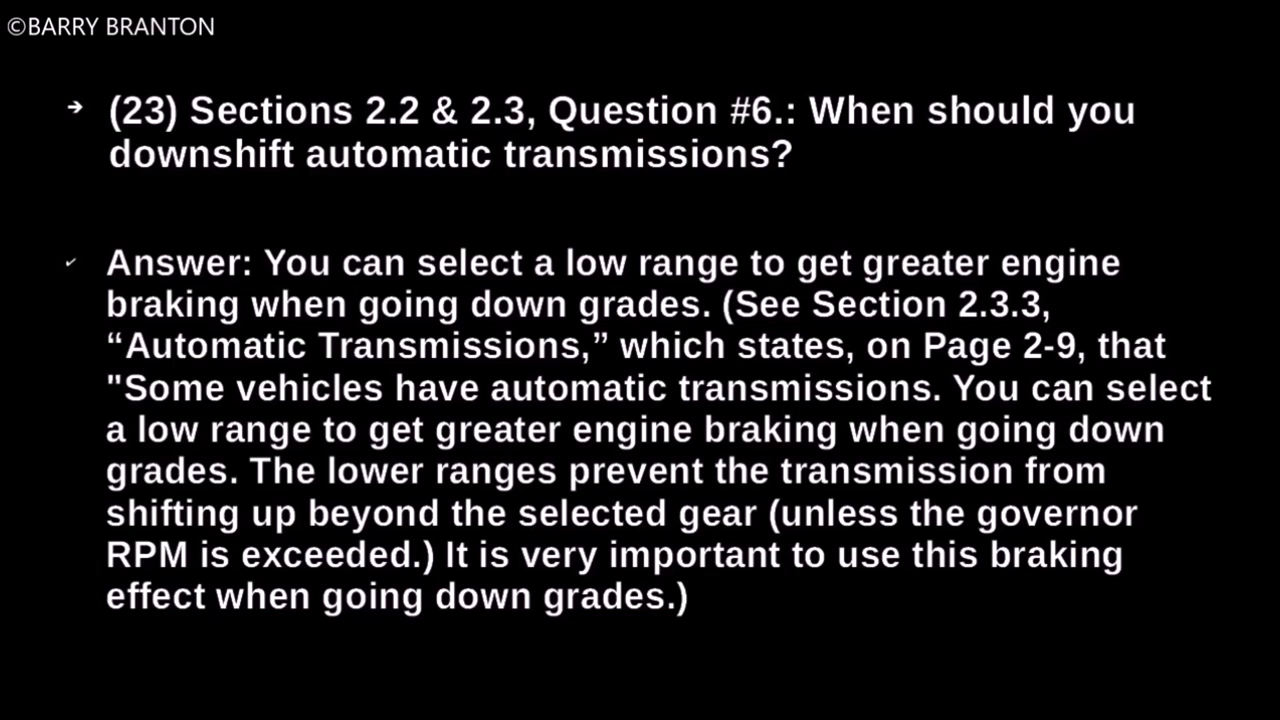 ©BARRY BRANTON
➔ (23) Sections 2.2 & 2.3, Question #6.: When should you
downshift automatic transmissions?
✓ Answer: You can select a low range to get greater engine
braking when going down grades. (See Section 2.3.3,
“Automatic Transmissions,” which states, on Page 2-9, that
"Some vehicles have automatic transmissions. You can select
a low range to get greater engine braking when going down
grades. The lower ranges prevent the transmission from
shifting up beyond the selected gear (unless the governor
RPM is exceeded.) It is very important to use this braking
effect when going down grades.)